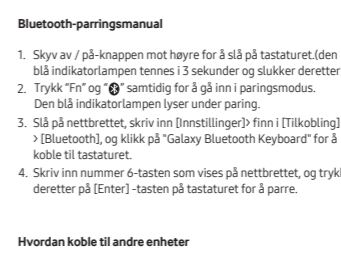 Bluetooth-parringsmanual
1. Skyv av / på-knappen mot høyre for å slå på tastaturet.(den
blå indikatorlampen tennes i 3 sekunder og slukker deretter
2. Trykk "Fn" og "" samtidig for å gå inn i paringsmodus.
Den blå indikatorlampen lyser under paring.
3. Slå på nettbrettet, skriv inn [Innstillinger]> finn i [Tilkobling]
> [Bluetooth], og klikk på "Galaxy Bluetooth Keyboard" for å
koble til tastaturet.
4. Skriv inn nummer 6-tasten som vises på nettbrettet, og trykk
deretter på [Enter] -tasten på tastaturet for å parre.
Hvordan koble til andre enheter